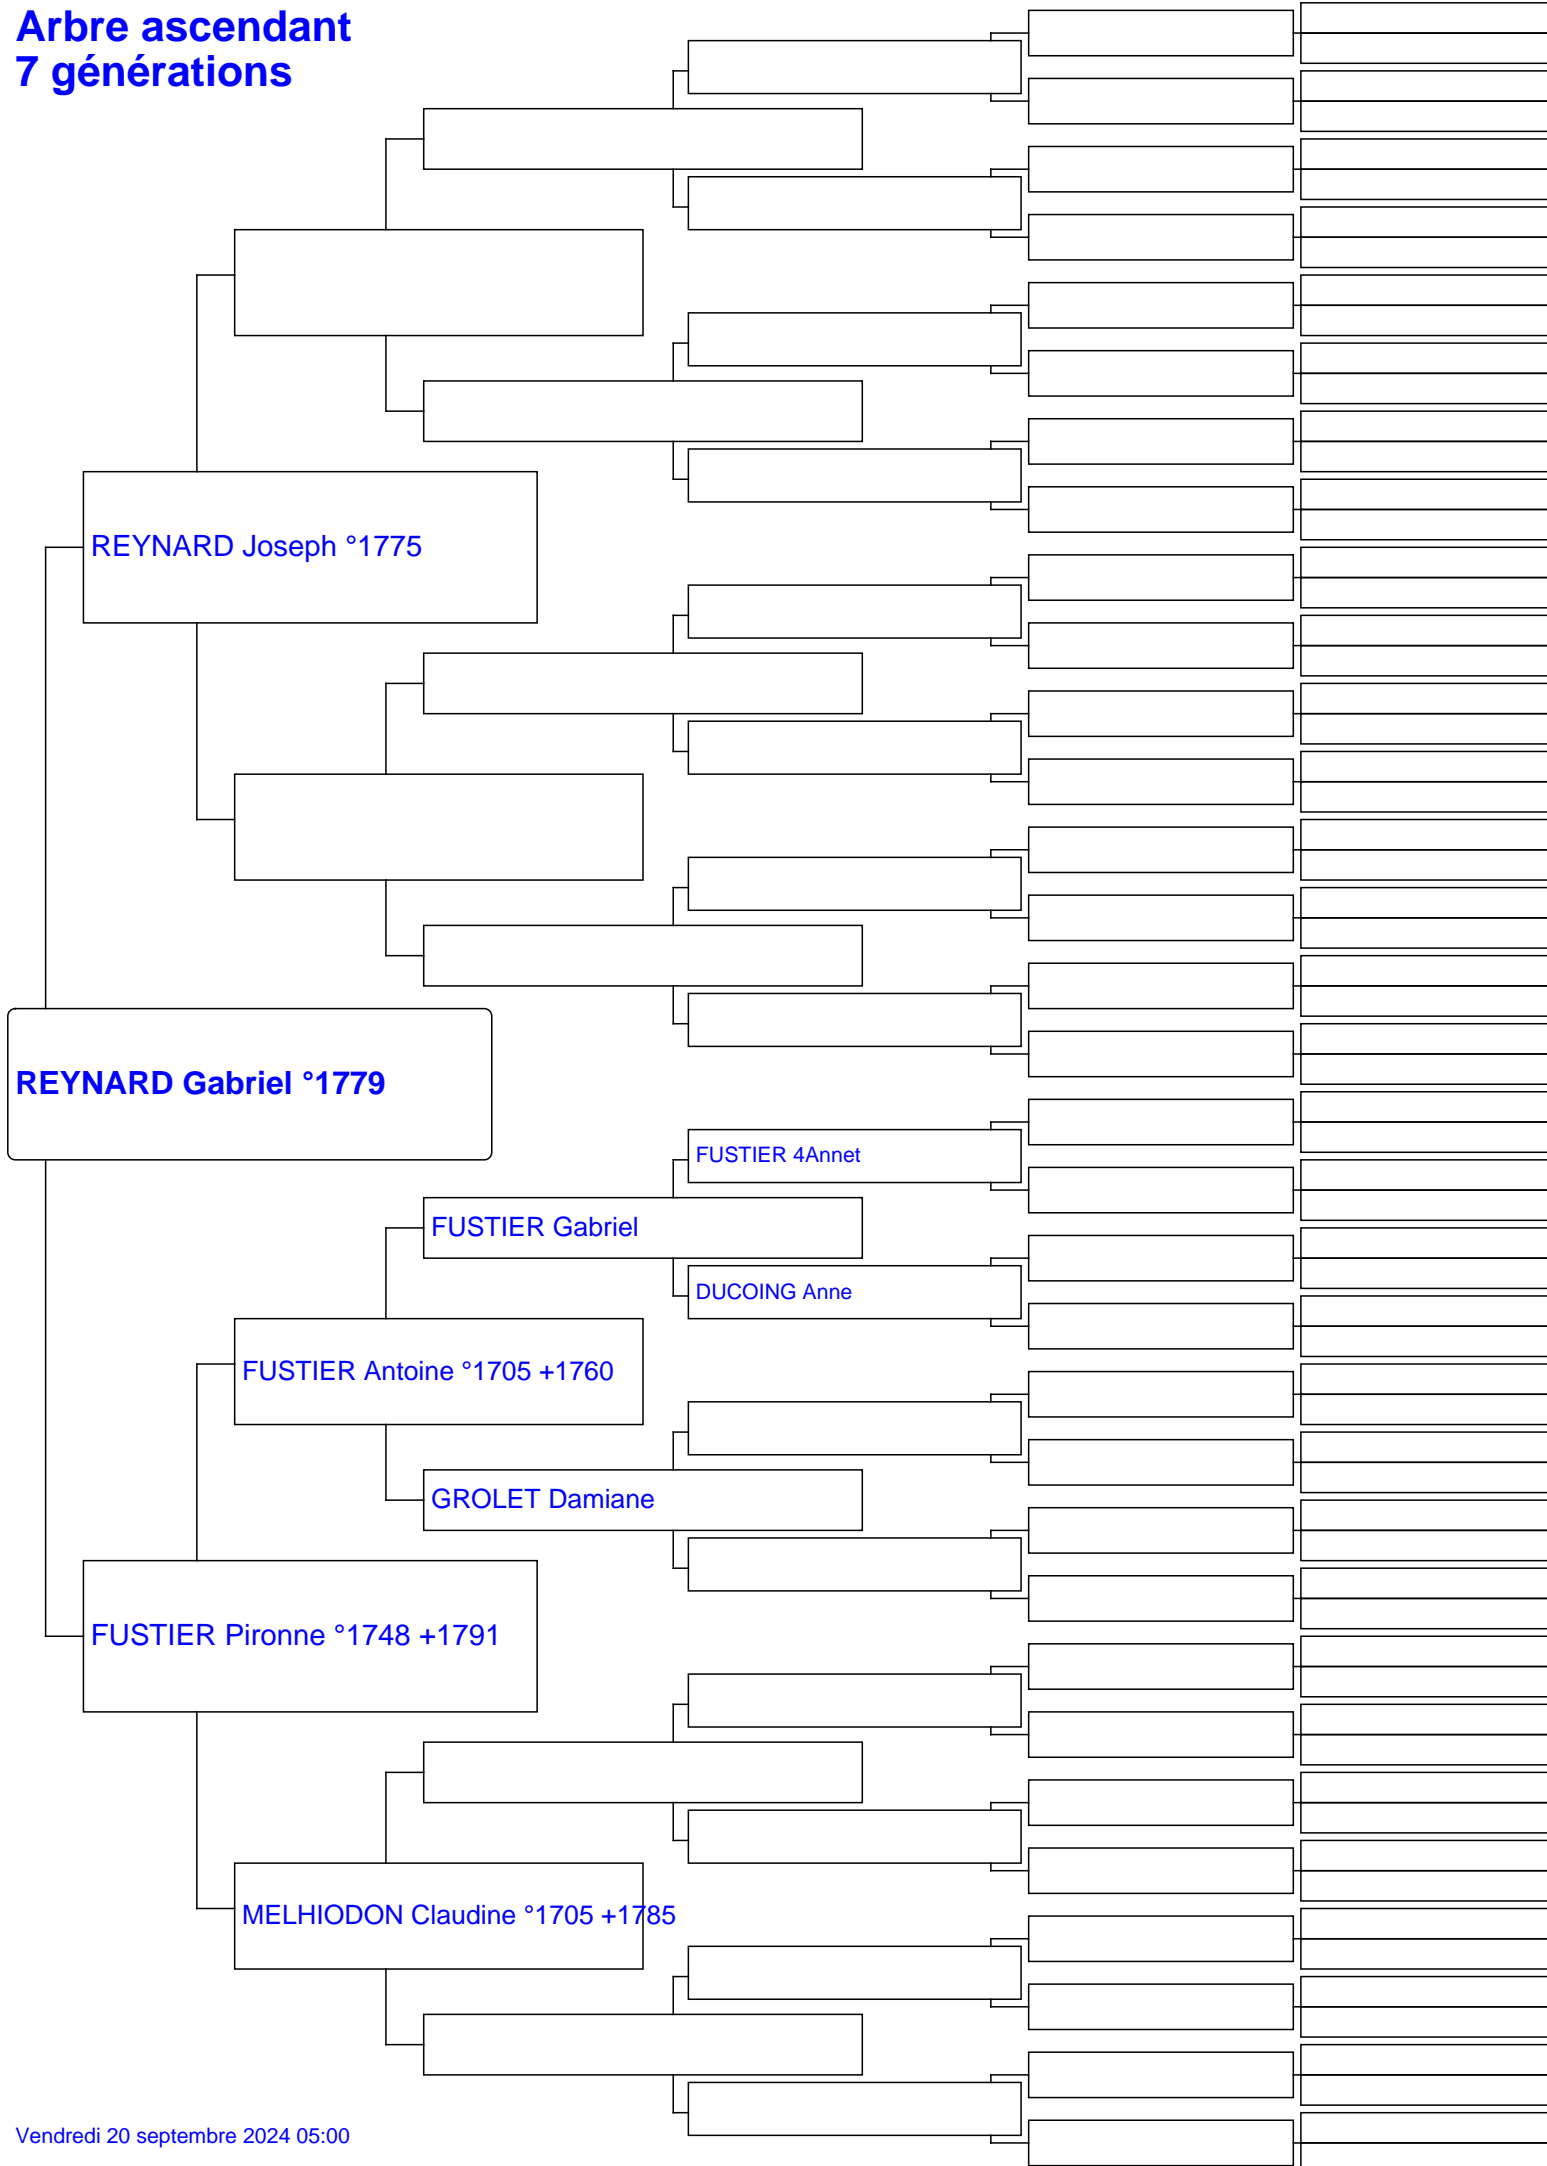 Arbre ascendant
7 générations
REYNARD Joseph °1775
REYNARD Gabriel °1779
FUSTIER 4Annet
FUSTIER Gabriel
DUCOING Anne
FUSTIER Antoine °1705 +1760
GROLET Damiane
FUSTIER Pironne °1748 +1791
MELHIODON Claudine °1705 +1785
Vendredi 20 septembre 2024 05:00